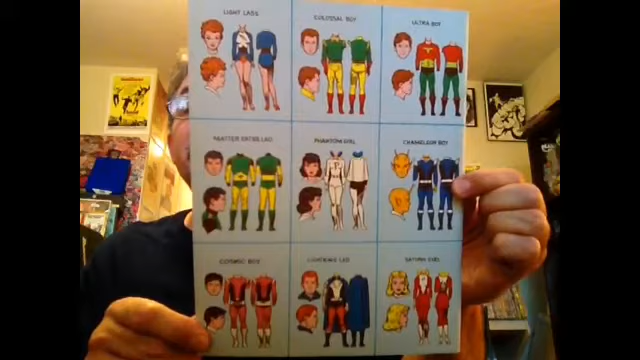 LIGHT LASS
COLOSSAL BOY
ULTRA BOY
MATTER EATER LAD
PHANTOM GIRL
CHAMELEON BOY
COSMIC BOY
LIGHTNING LAD
SATURN GIRL